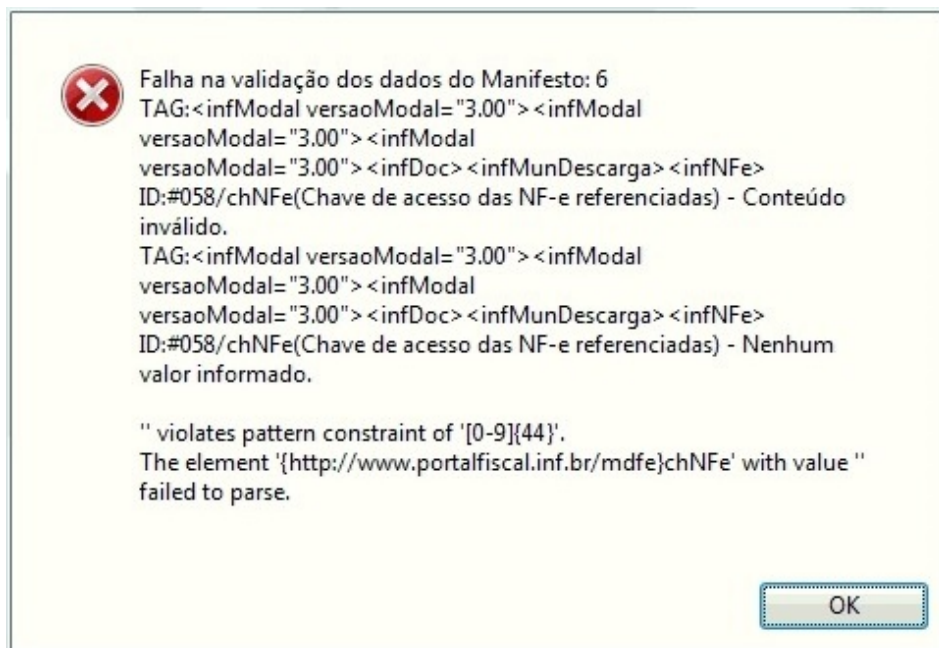 Falha na validação dos dados do Manifesto: 6
TAG:<infModal versaoModal="3.00"><infModal
versaoModal="3.00"><infModal
versaoModal="3.00"><infDoc><infMunDescarga><infNFe>
ID:#058/chNFe(Chave de acesso das NF-e referenciadas) - Conteúdo
inválido.
TAG:<infModal versaoModal="3.00"><infModal
versaoModal="3.00"><infModal
versaoModal="3.00"><infDoc><infMunDescarga><infNFe>
ID:#058/chNFe(Chave de acesso das NF-e referenciadas) - Nenhum
valor informado.
'' violates pattern constraint of '[0-9]{44}'.
The element '{http://www.portalfiscal.inf.br/mdfe}chNFe' with value ''
failed to parse.
OK